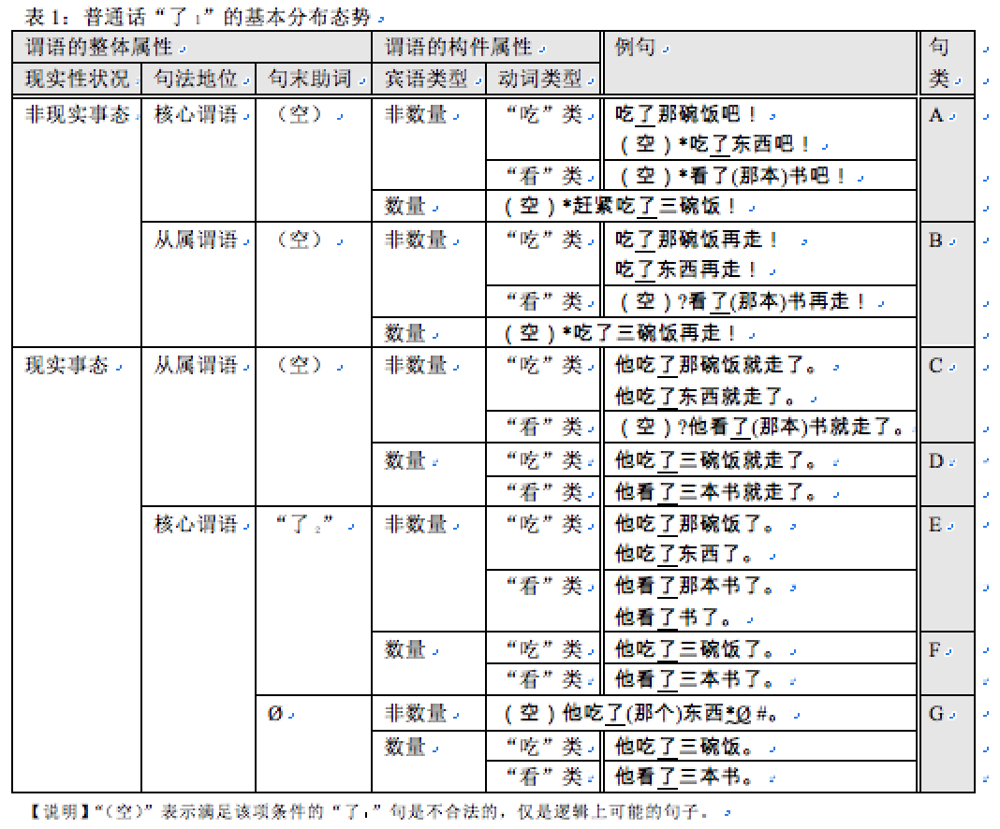 表 1：普通话“了₁”的基本分布态势
谓语的整体属性 谓语的构件属性 例句 句类
现实性状况 句法地位 句末助词 宾语类型 动词类型
非现实事态 核心谓语 （空） 非数量 “吃”类 吃了那碗饭吧！ A
（空）*吃了东西吧！
“看”类 （空）*看了(那本)书吧！
数量 （空）*赶紧吃了三碗饭！
从属谓语 （空） 非数量 “吃”类 吃了那碗饭再走！ B
吃了东西再走！
“看”类 （空）?看了(那本)书再走！
数量 （空）*吃了三碗饭再走！
现实事态 从属谓语 （空） 非数量 “吃”类 他吃了那碗饭就走了。 C
他吃了东西就走了。
“看”类 （空）?他看了(那本)书就走了。
数量 “吃”类 他吃了三碗饭就走了。 D
“看”类 他看了三本书就走了。
核心谓语 “了₂” 非数量 “吃”类 他吃了那碗饭了。 E
他吃了东西了。
“看”类 他看了那本书了。
他看了书了。
数量 “吃”类 他吃了三碗饭了。 F
“看”类 他看了三本书了。
Ø 非数量 （空）他吃了(那个)东西*Ø #。 G
数量 “吃”类 他吃了三碗饭。
“看”类 他看了三本书。
【说明】“（空）”表示满足该项条件的“了₁”句是不合法的，仅是逻辑上可能的句子。